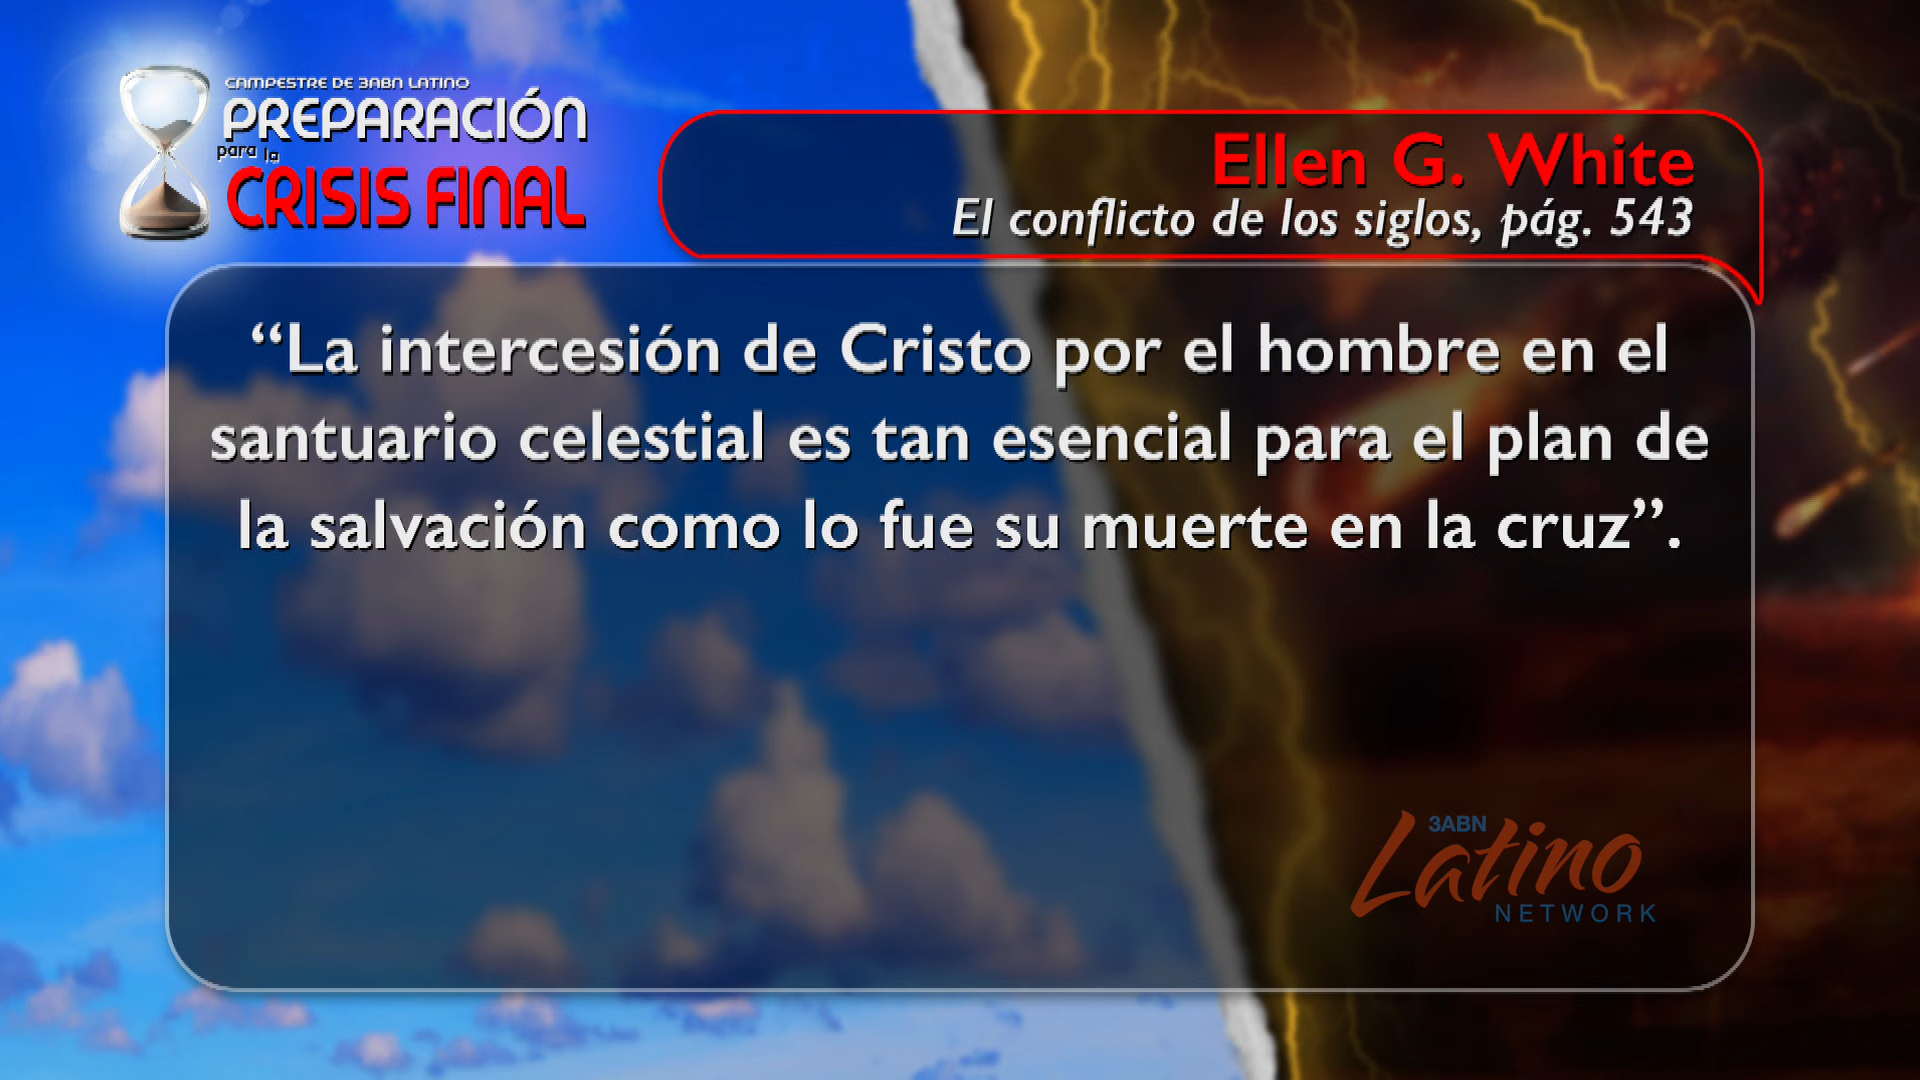 CAMPESTRE DE 3ABN LATINO
PREPARACIÓN
para la
CRISIS FINAL
Ellen G. White
El conflicto de los siglos, pág. 543
“La intercesión de Cristo por el hombre en el
santuario celestial es tan esencial para el plan de
la salvación como lo fue su muerte en la cruz”.
3ABN
Latino
NETWORK